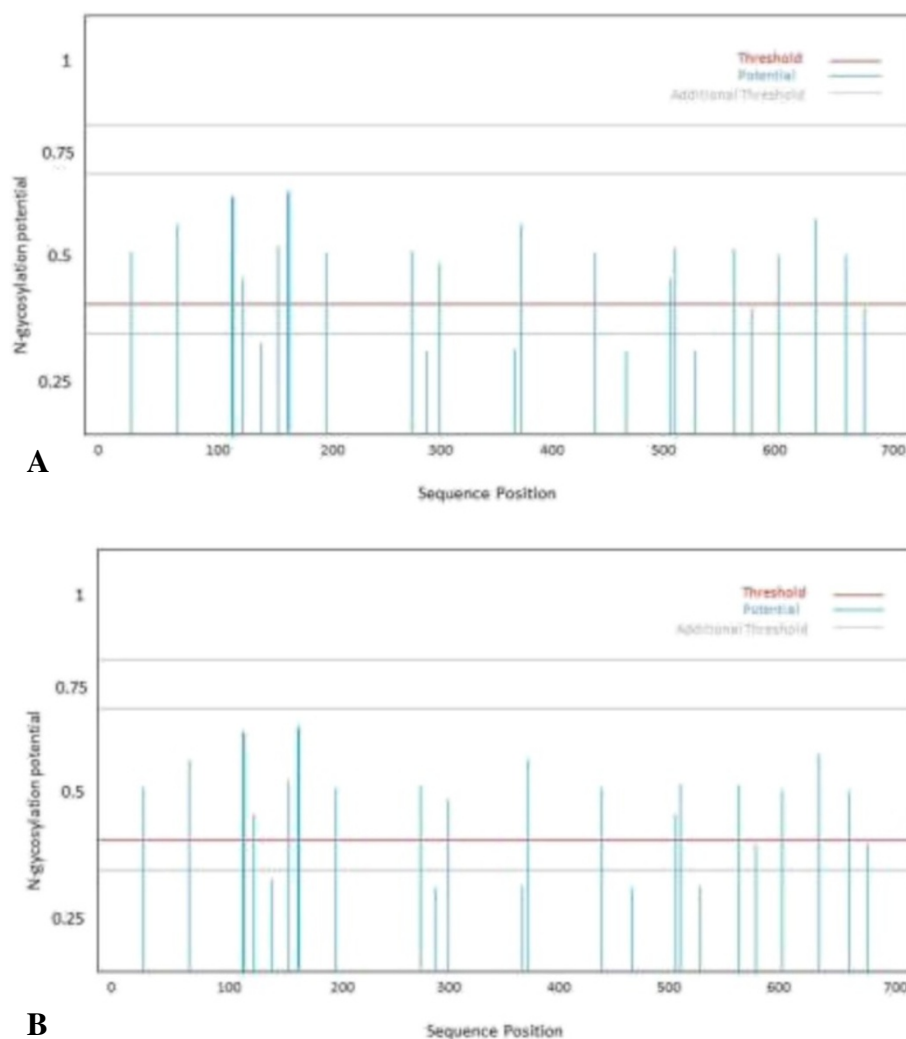 1
Threshold
Potential
Additional Threshold
0.75
N-gycosylation potential
0.5
0.25
0 100 200 300 400 500 600 700
A
Sequence Position
1
Threshold
Potential
Additional Threshold
0.75
N-gycosylation potential
0.5
0.25
0 100 200 300 400 500 600 700
B
Sequence Position